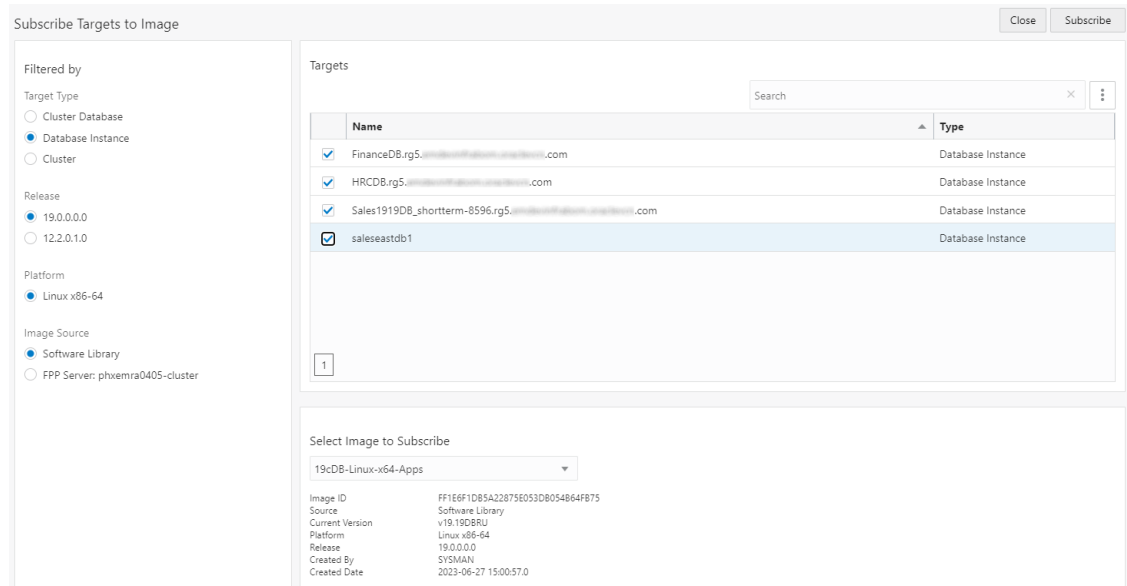 Subscribe Targets to Image
Close
Subscribe
Filtered by
Target Type
Cluster Database
Database Instance
Cluster
Release
19.0.0.0.0
12.2.0.1.0
Platform
Linux x86-64
Image Source
Software Library
FPP Server: phxemra0405-cluster
Targets
Search
Name Type
FinanceDB.rg5. .com Database Instance
HRCDB.rg5. .com Database Instance
Sales1919DB_shortterm-8596.rg5. .com Database Instance
saleseastdb1 Database Instance
1
Select Image to Subscribe
19cDB-Linux-x64-Apps
Image ID FF1E6F1DB5A22875E053DB054B64FB75
Source Software Library
Current Version v19.19DBRU
Platform Linux x86-64
Release 19.0.0.0.0
Created By SYSMAN
Created Date 2023-06-27 15:00:57.0